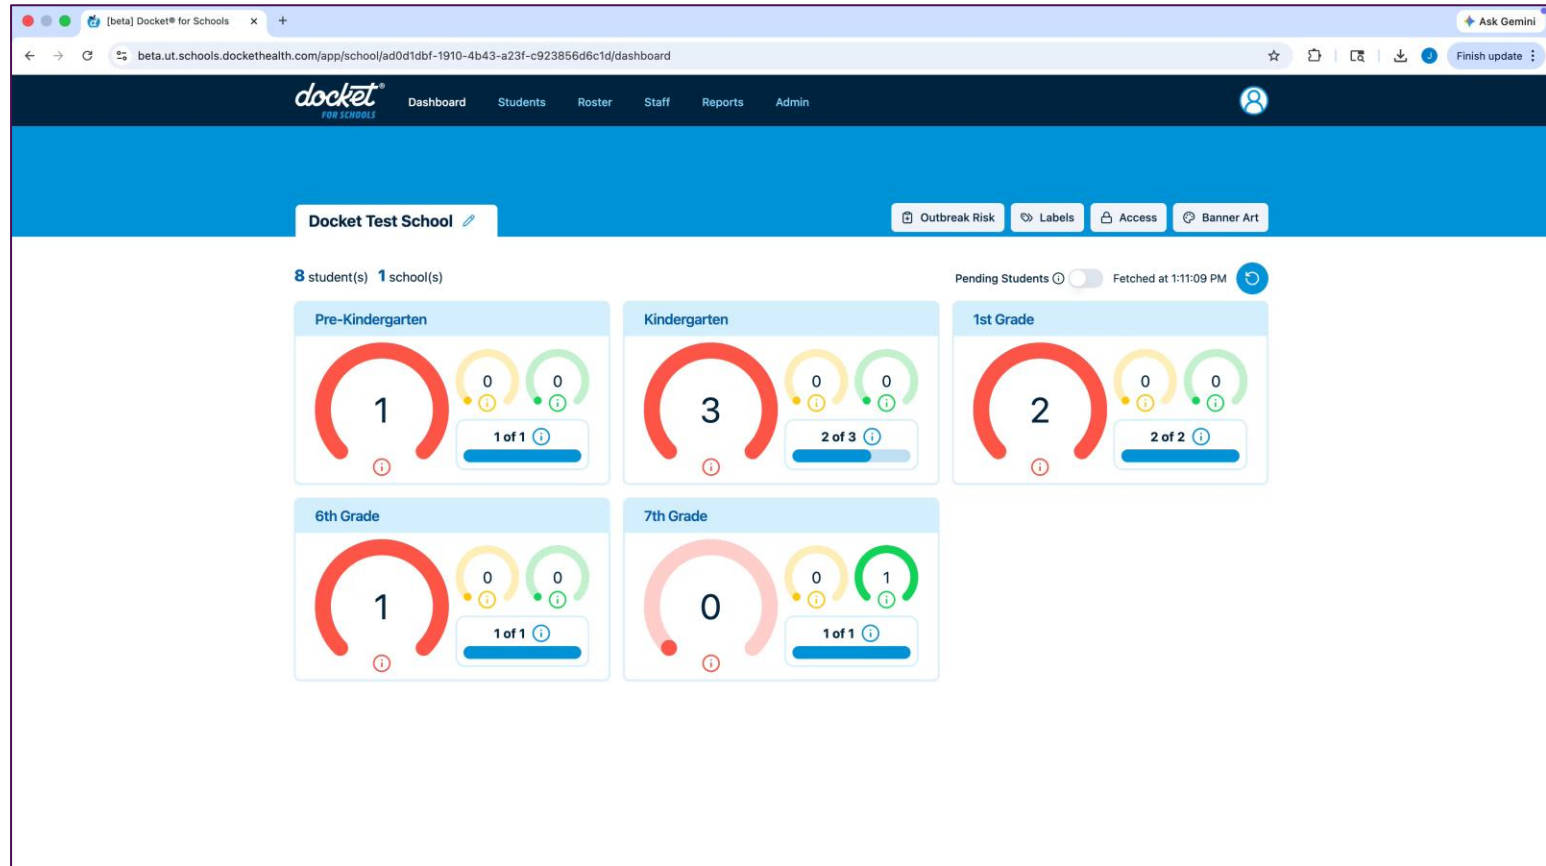 [beta] Docket® for Schools
Ask Gemini
beta.ut.schools.dockethealth.com/app/school/ad0d1dbf-1910-4b43-a23f-c923856d6c1d/dashboard
J
Finish update
docket®
FOR SCHOOLS
Dashboard Students Roster Staff Reports Admin
Docket Test School
Outbreak Risk Labels Access Banner Art
8 student(s) 1 school(s)
Pending Students Fetched at 1:11:09 PM
Pre-Kindergarten
1
0
0
1 of 1
Kindergarten
3
0
0
2 of 3
1st Grade
2
0
0
2 of 2
6th Grade
1
0
0
1 of 1
7th Grade
0
0
1
1 of 1